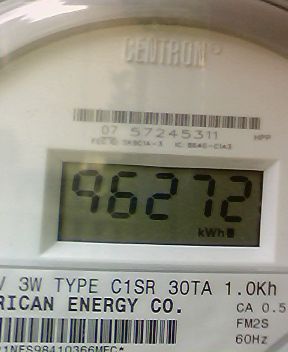 CENTRON®
07 57245311
HPP
96272
kWh
V 3W TYPE C1SR 30TA 1.0Kh
RICAN ENERGY CO.
CA 0.5
FM2S
60Hz